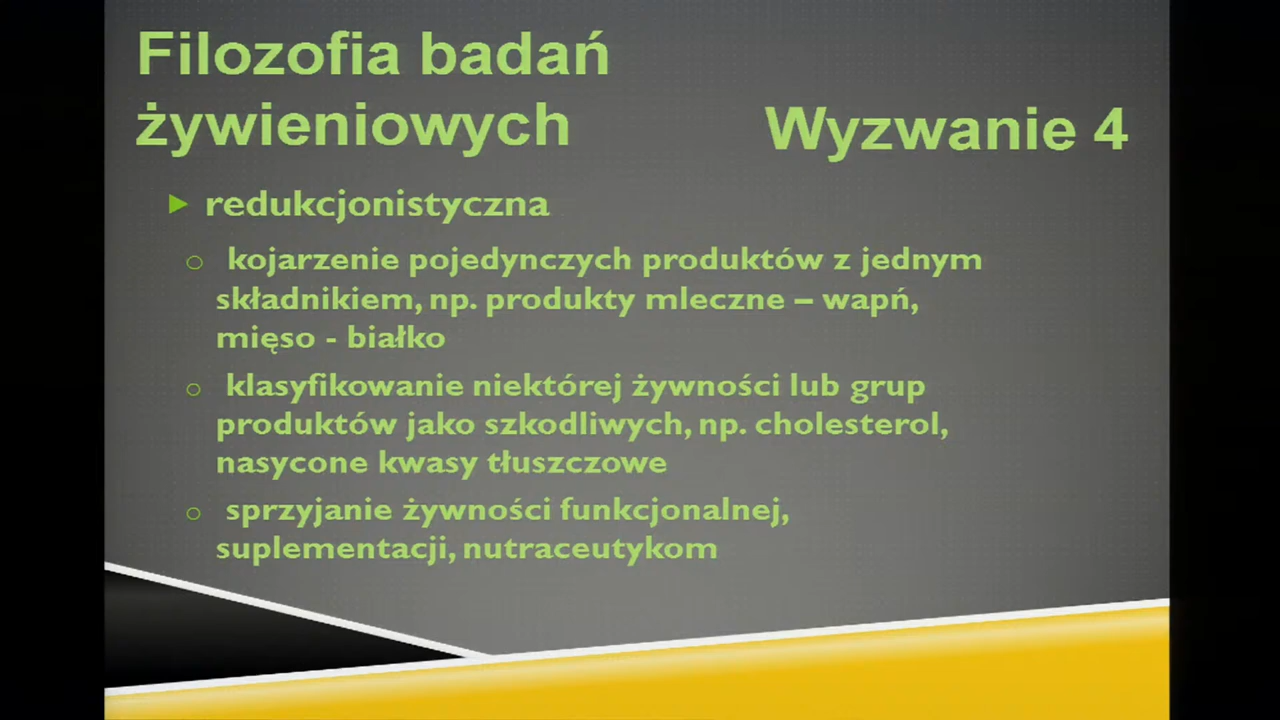 Filozofia badań
żywieniowych
Wyzwanie 4
redukcjonistyczna
kojarzenie pojedynczych produktów z jednym
składnikiem, np. produkty mleczne – wapń,
mięso - białko
klasyfikowanie niektórej żywności lub grup
produktów jako szkodliwych, np. cholesterol,
nasycone kwasy tłuszczowe
sprzyjanie żywności funkcjonalnej,
suplementacji, nutraceutykom